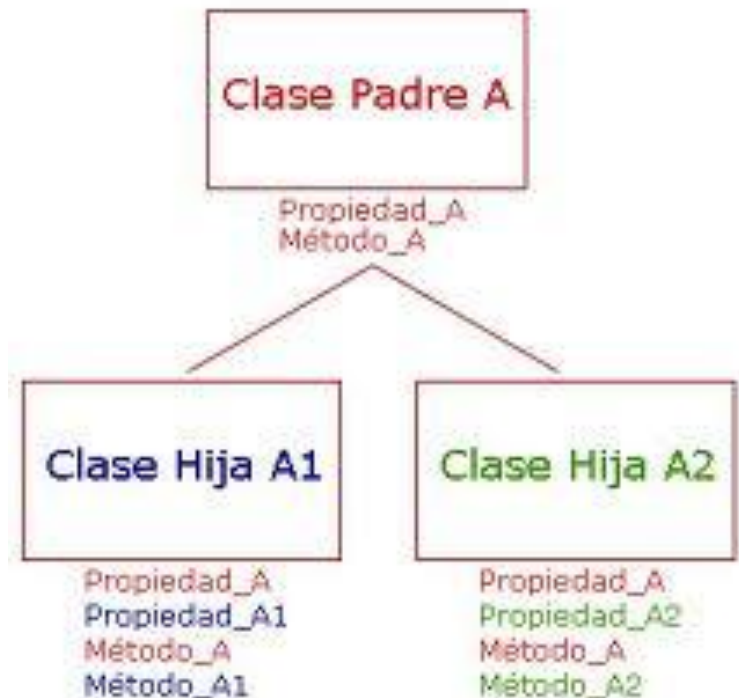 Clase Padre A
Propiedad_A
Método_A
Clase Hija A1
Propiedad_A
Propiedad_A1
Método_A
Método_A1
Clase Hija A2
Propiedad_A
Propiedad_A2
Método_A
Método_A2